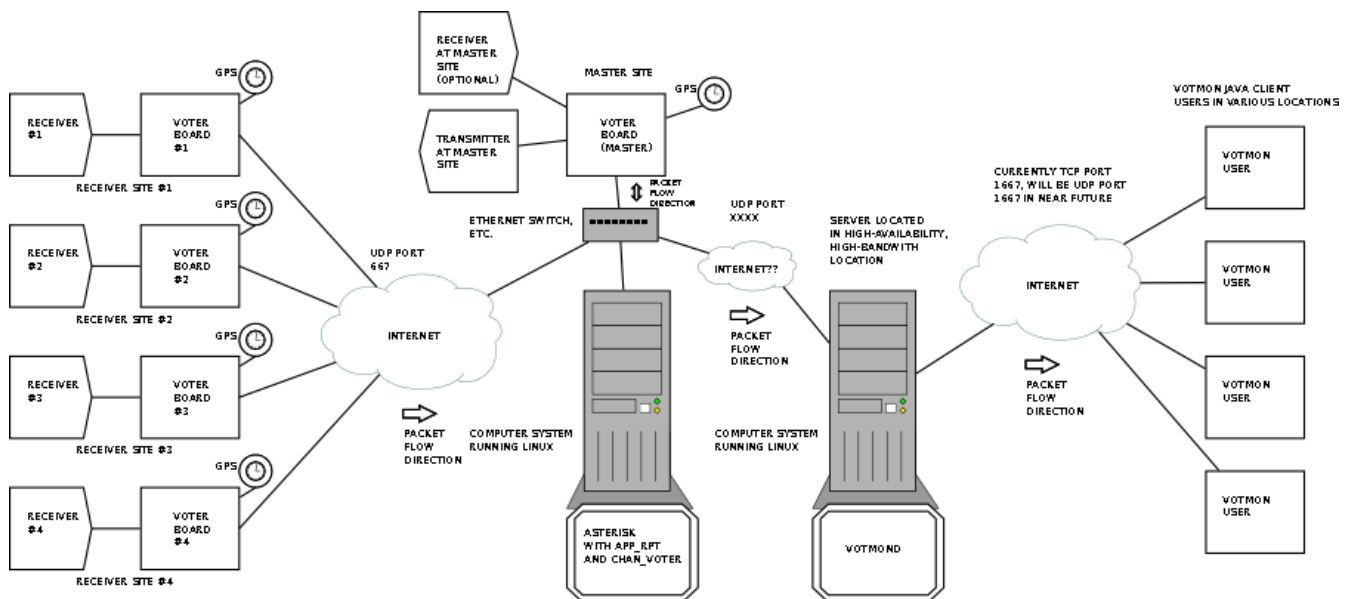 RECEIVER
#1
VOTER
BOARD
#1
GPS
RECEIVER SITE #1
RECEIVER
#2
VOTER
BOARD
#2
GPS
RECEIVER SITE #2
RECEIVER
#3
VOTER
BOARD
#3
GPS
RECEIVER SITE #3
RECEIVER
#4
VOTER
BOARD
#4
GPS
RECEIVER SITE #4
UDP PORT
667
INTERNET
PACKET
FLOW
DIRECTION
RECEIVER
AT MASTER
SITE
(OPTIONAL)
TRANSMITTER
AT MASTER
SITE
MASTER SITE
VOTER
BOARD
(MASTER)
GPS
PACKET
FLOW
DIRECTION
ETHERNET SWITCH,
ETC.
COMPUTER SYSTEM
RUNNING LINUX
ASTERISK
WITH APP_RPT
AND CHAN_VOTER
UDP PORT
XXXX
INTERNET??
PACKET
FLOW
DIRECTION
SERVER LOCATED
IN HIGH-AVAILABILITY,
HIGH-BANDWITH
LOCATION
COMPUTER SYSTEM
RUNNING LINUX
VOTMOND
CURRENTLY TCP PORT
1667, WILL BE UDP PORT
1667 IN NEAR FUTURE
INTERNET
PACKET
FLOW
DIRECTION
VOTMON JAVA CLIENT
USERS IN VARIOUS LOCATIONS
VOTMON
USER
VOTMON
USER
VOTMON
USER
VOTMON
USER